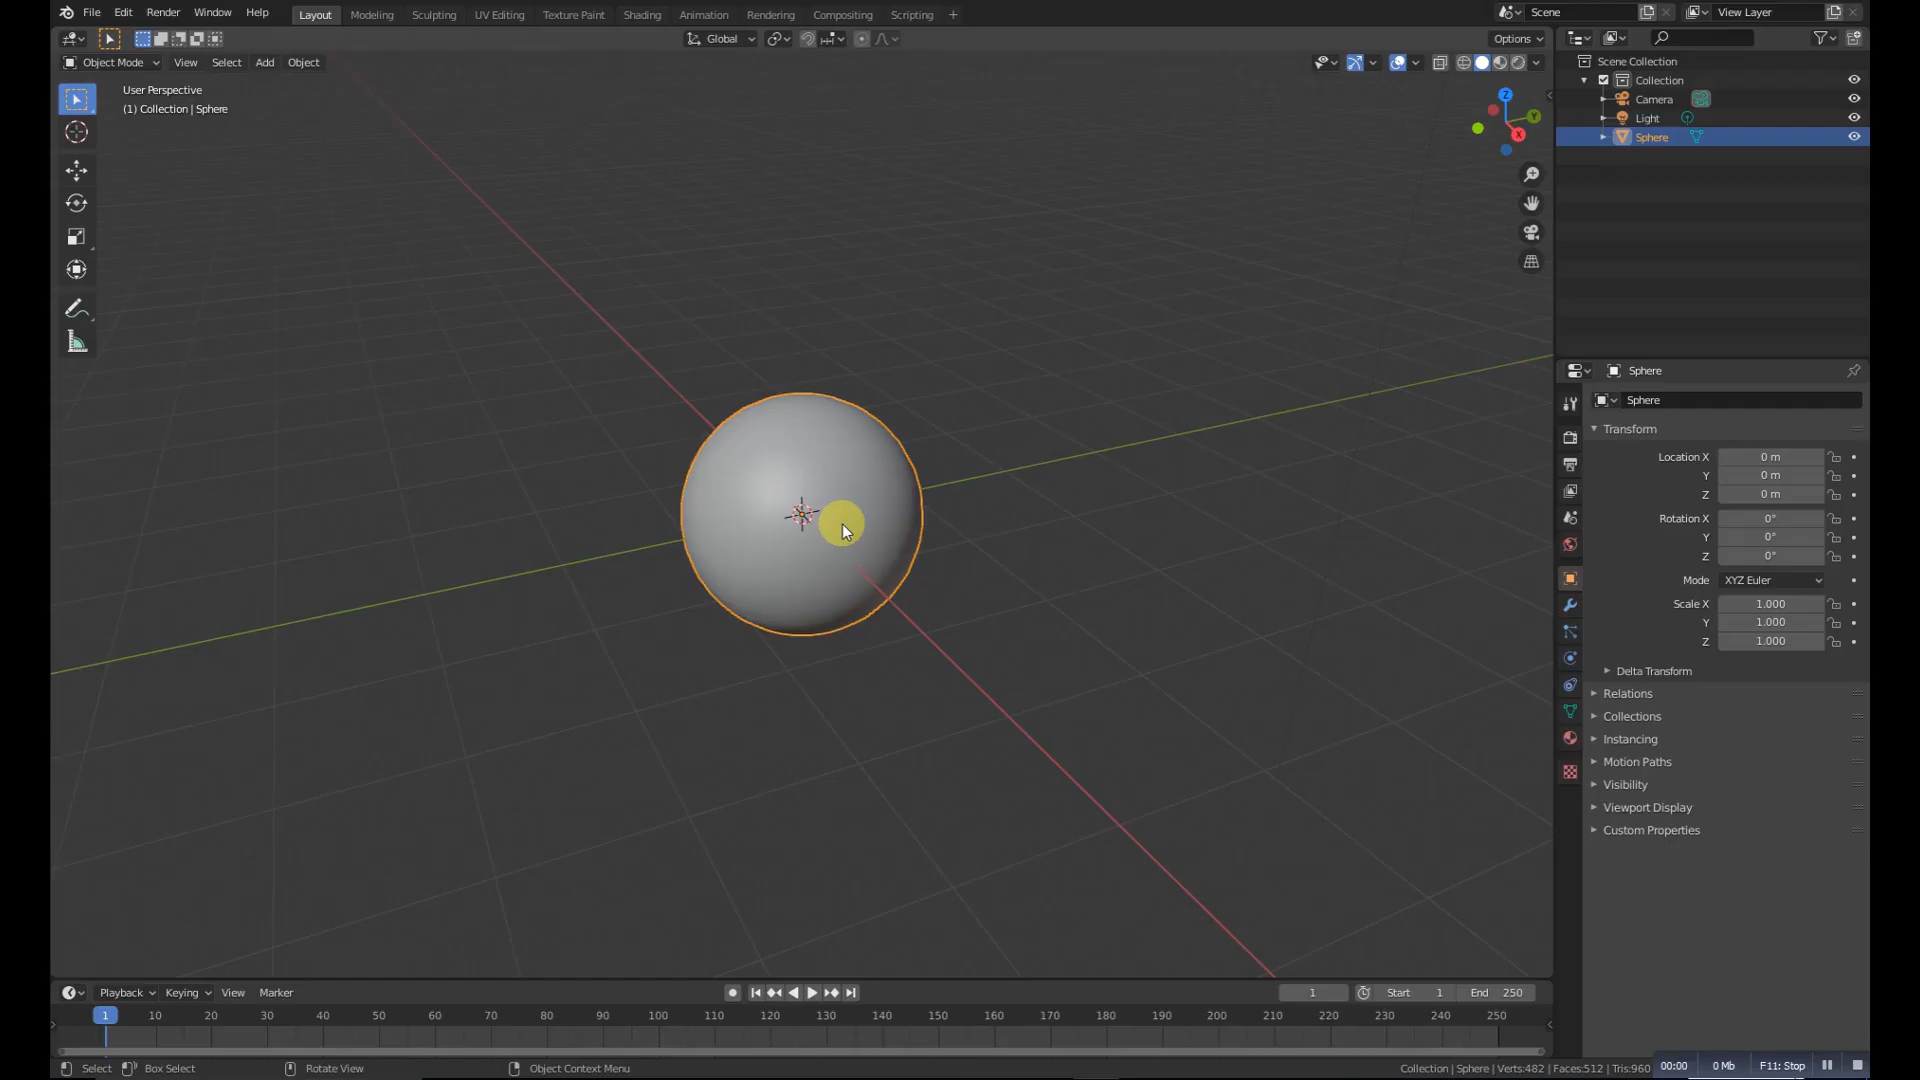 File Edit Render Window Help Layout Modeling Sculpting UV Editing Texture Paint Shading Animation Rendering Compositing Scripting + Scene View Layer
Global Options
Object Mode View Select Add Object
User Perspective
(1) Collection | Sphere
Z
Y
X
Scene Collection
Collection
Camera
Light
Sphere
Sphere
Sphere
Transform
Location X 0 m
Y 0 m
Z 0 m
Rotation X 0°
Y 0°
Z 0°
Mode XYZ Euler
Scale X 1.000
Y 1.000
Z 1.000
Delta Transform
Relations
Collections
Instancing
Motion Paths
Visibility
Viewport Display
Custom Properties
Playback Keying View Marker 1 Start 1 End 250
1 10 20 30 40 50 60 70 80 90 100 110 120 130 140 150 160 170 180 190 200 210 220 230 240 250
Select Box Select Rotate View Object Context Menu Collection | Sphere | Verts:482 | Faces:512 | Tris:960 00:00 0 Mb F11: Stop